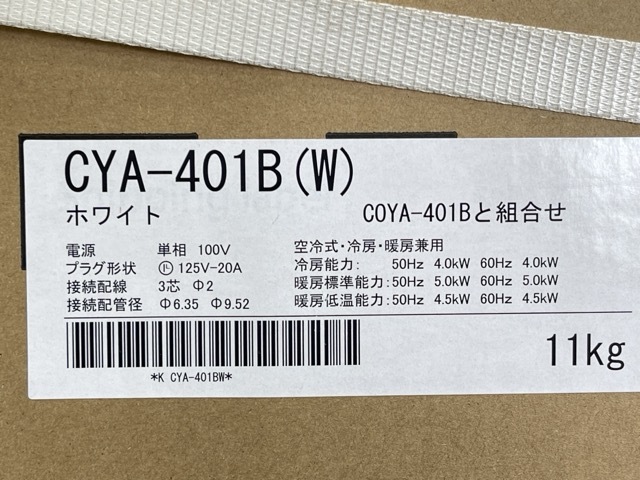 CYA-401B(W)
ホワイト COYA-401Bと組合せ
電源 単相 100V
プラグ形状 125V-20A
接続配線 3芯 Φ2
接続配管径 Φ6.35 Φ9.52
空冷式・冷房・暖房兼用
冷房能力: 50Hz 4.0kW 60Hz 4.0kW
暖房標準能力:50Hz 5.0kW 60Hz 5.0kW
暖房低温能力:50Hz 4.5kW 60Hz 4.5kW
*K CYA-401BW*
11kg